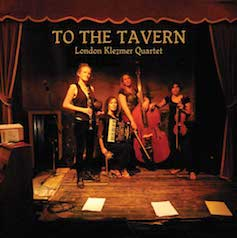 TO THE TAVERN
London Klezmer Quartet